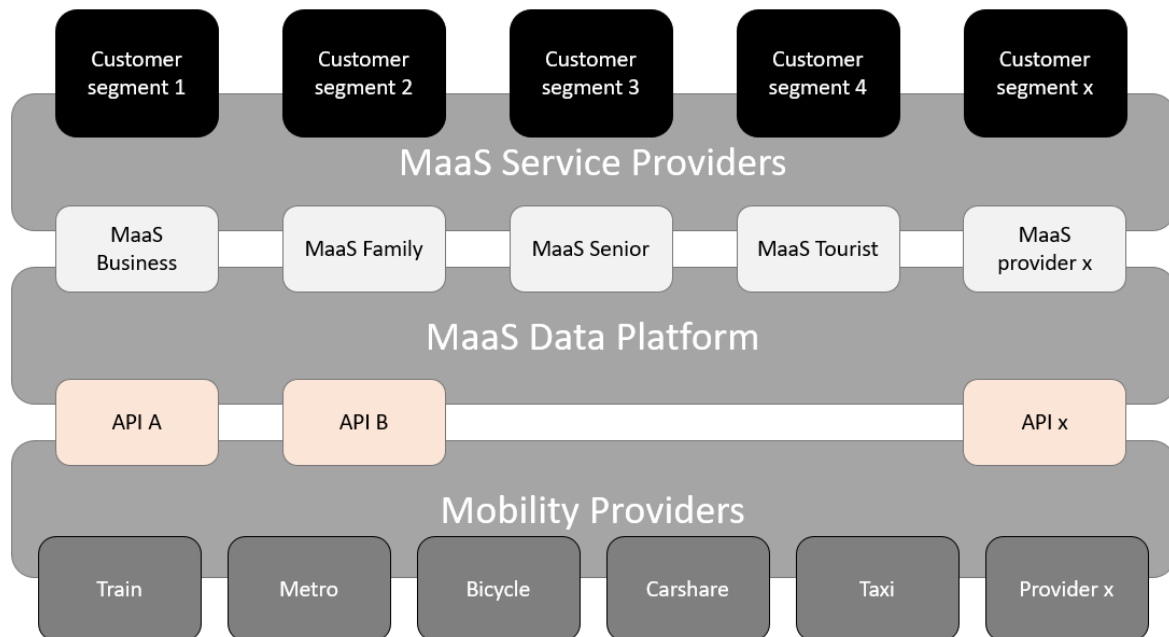 Customer
segment 1
Customer
segment 2
Customer
segment 3
Customer
segment 4
Customer
segment x
MaaS Service Providers
MaaS
Business
MaaS Family
MaaS Senior
MaaS Tourist
MaaS
provider x
MaaS Data Platform
API A
API B
API x
Mobility Providers
Train
Metro
Bicycle
Carshare
Taxi
Provider x